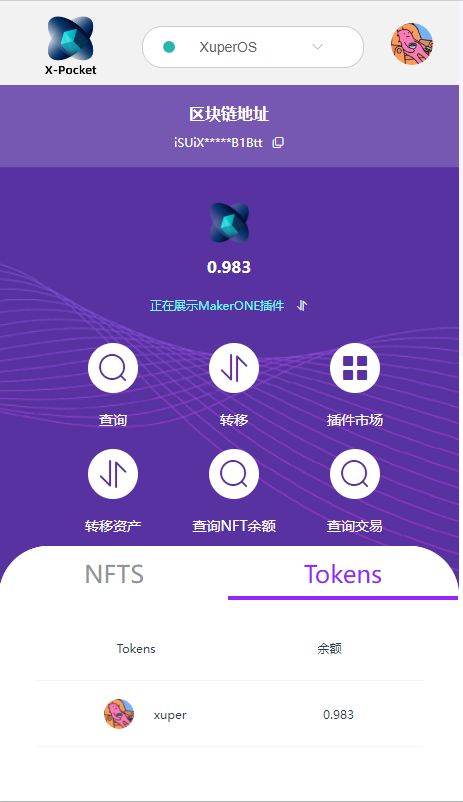 X-Pocket
XuperOS
区块链地址
iSUiX*****B1Btt
0.983
正在展示MakerONE插件
查询 转移 插件市场
转移资产 查询NFT余额 查询交易
NFTS Tokens
Tokens 余额
xuper 0.983